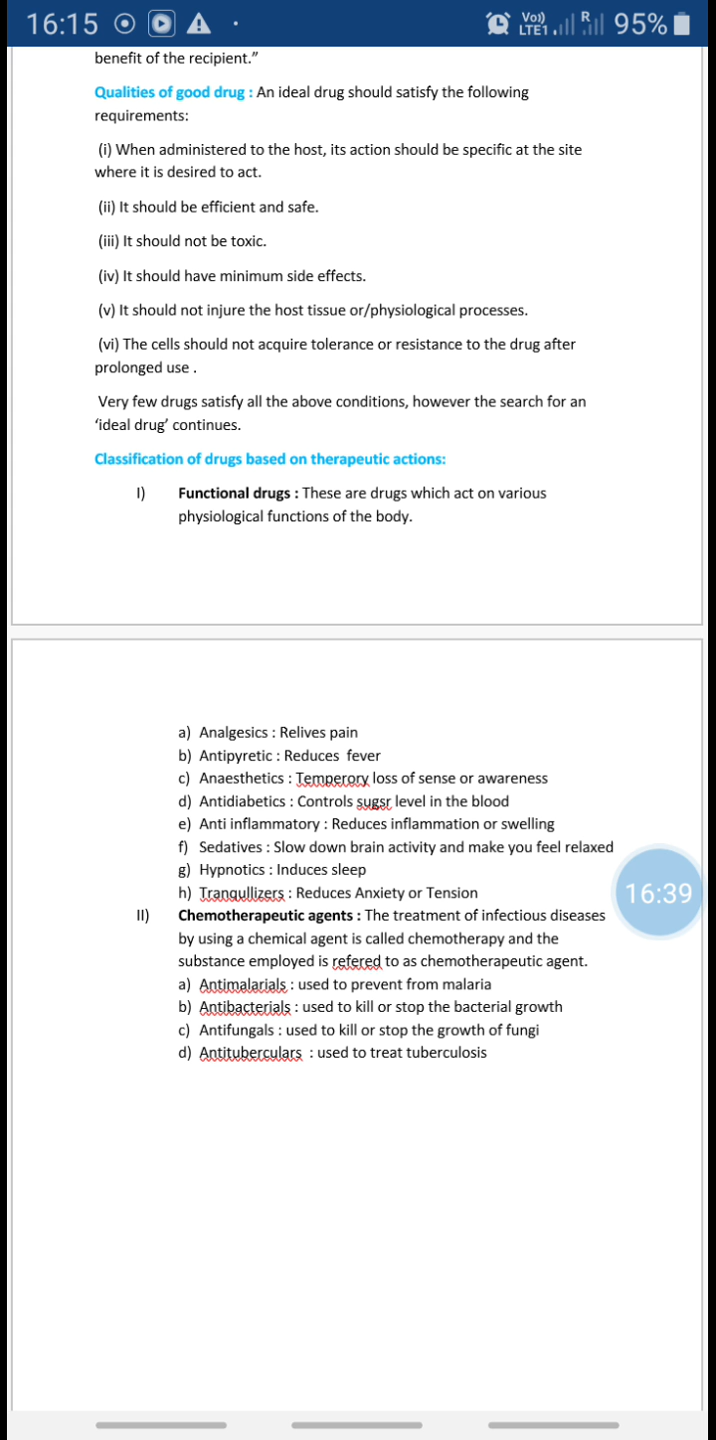 16:15
Vo)) LTE1 R 95%
benefit of the recipient.”
Qualities of good drug : An ideal drug should satisfy the following
requirements:
(i) When administered to the host, its action should be specific at the site
where it is desired to act.
(ii) It should be efficient and safe.
(iii) It should not be toxic.
(iv) It should have minimum side effects.
(v) It should not injure the host tissue or/physiological processes.
(vi) The cells should not acquire tolerance or resistance to the drug after
prolonged use .
Very few drugs satisfy all the above conditions, however the search for an
‘ideal drug’ continues.
Classification of drugs based on therapeutic actions:
I) Functional drugs : These are drugs which act on various
physiological functions of the body.
a) Analgesics : Relives pain
b) Antipyretic : Reduces fever
c) Anaesthetics : Temperory loss of sense or awareness
d) Antidiabetics : Controls sugsr level in the blood
e) Anti inflammatory : Reduces inflammation or swelling
f) Sedatives : Slow down brain activity and make you feel relaxed
g) Hypnotics : Induces sleep
h) Tranqullizers : Reduces Anxiety or Tension
16:39
II) Chemotherapeutic agents : The treatment of infectious diseases
by using a chemical agent is called chemotherapy and the
substance employed is refered to as chemotherapeutic agent.
a) Antimalarials : used to prevent from malaria
b) Antibacterials : used to kill or stop the bacterial growth
c) Antifungals : used to kill or stop the growth of fungi
d) Antituberculars : used to treat tuberculosis